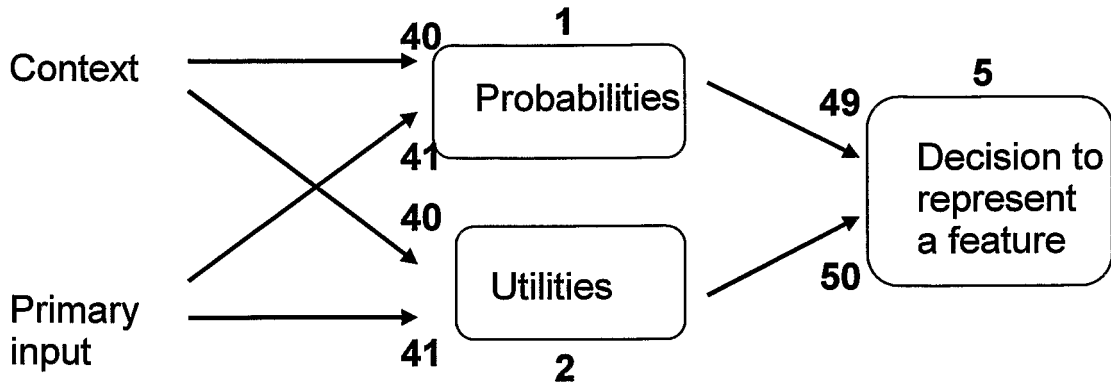 1
40
Context
Probabilities
41
5
49
Decision to
represent
a feature
50
40
Utilities
Primary
input
41
2